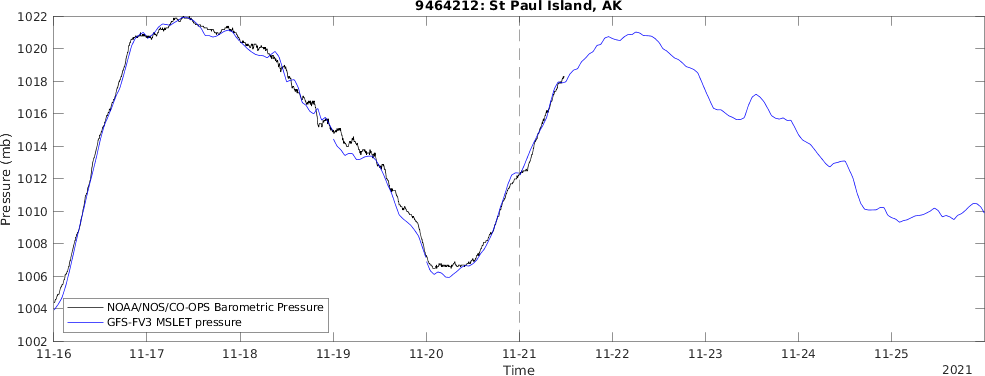 9464212: St Paul Island, AK
Pressure (mb)
1022
1020
1018
1016
1014
1012
1010
1008
1006
1004
1002
NOAA/NOS/CO-OPS Barometric Pressure
GFS-FV3 MSLET pressure
11-16 11-17 11-18 11-19 11-20 11-21 11-22 11-23 11-24 11-25
Time
2021